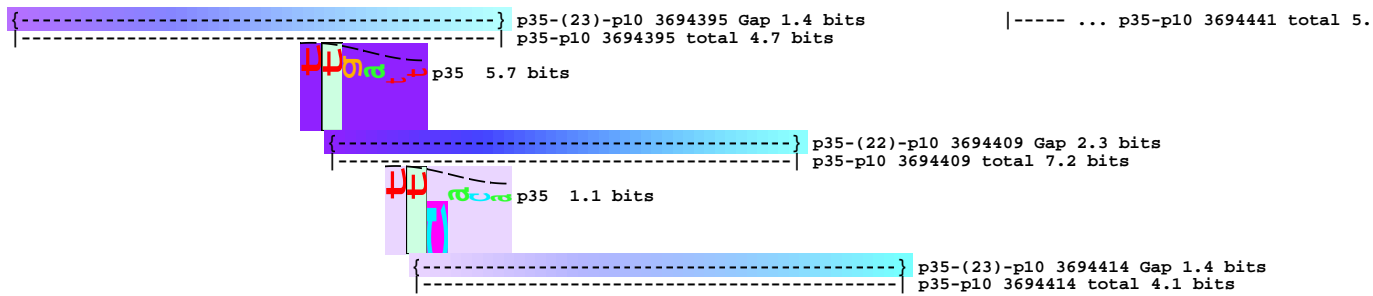 {-----------------------------------------------} p35-(23)-p10 3694395 Gap 1.4 bits |----- ... p35-p10 3694441 total 5.
|-----------------------------------------------| p35-p10 3694395 total 4.7 bits
ttgatt p35 5.7 bits
{---------------------------------------------} p35-(22)-p10 3694409 Gap 2.3 bits
|---------------------------------------------| p35-p10 3694409 total 7.2 bits
tt aca p35 1.1 bits
{----------------------------------------------} p35-(23)-p10 3694414 Gap 1.4 bits
|----------------------------------------------| p35-p10 3694414 total 4.1 bits